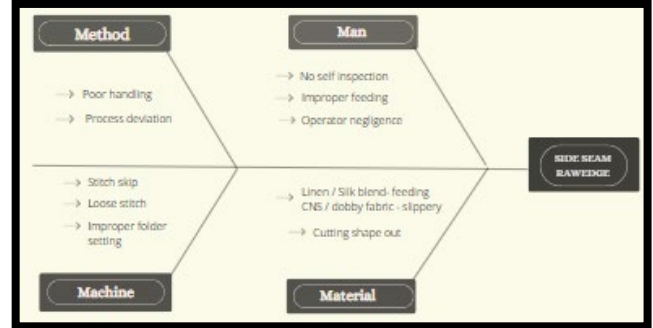 Method
Man
Poor handling
Process deviation
No self inspection
Improper feeding
Operator negligence
SIDE SEAM
RAWEDGE
Stitch skip
Loose stitch
Improper folder
setting
Linen / Silk blend- feeding
CNS / dobby fabric - slippery
Cutting shape out
Machine
Material